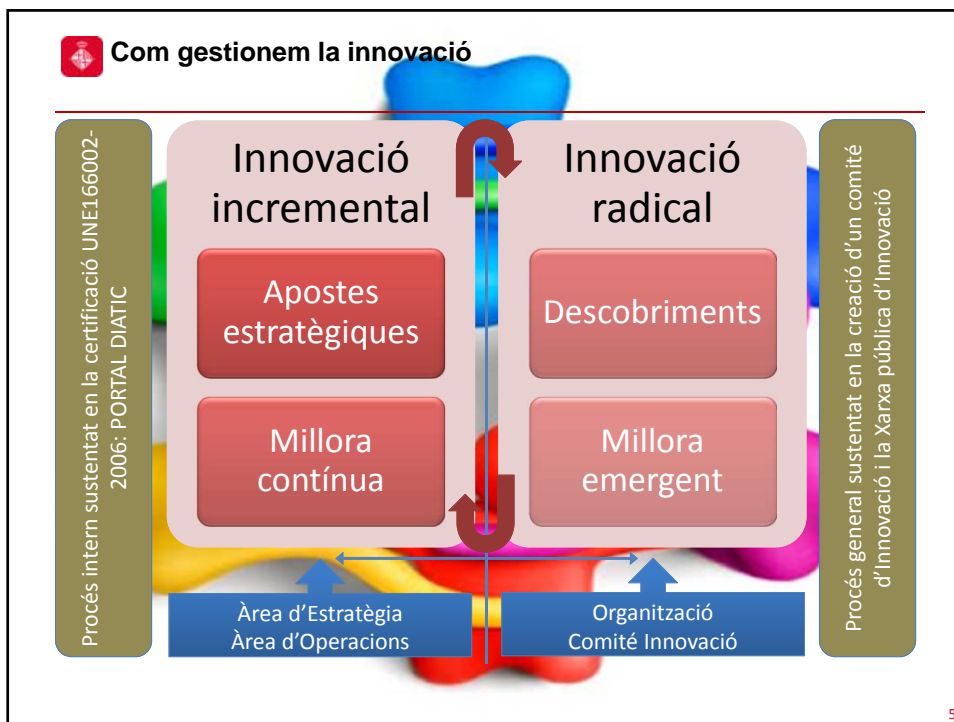 Com gestionem la innovació
Procés intern sustentat en la certificació UNE166002-
2006: PORTAL DIATIC
Innovació
incremental
Apostes
estratègiques
Millora
contínua
Innovació
radical
Descobriments
Millora
emergent
Procés general sustentat en la creació d’un comité
d’Innovació i la Xarxa pública d’Innovació
Àrea d’Estratègia
Àrea d’Operacions
Organització
Comité Innovació
5